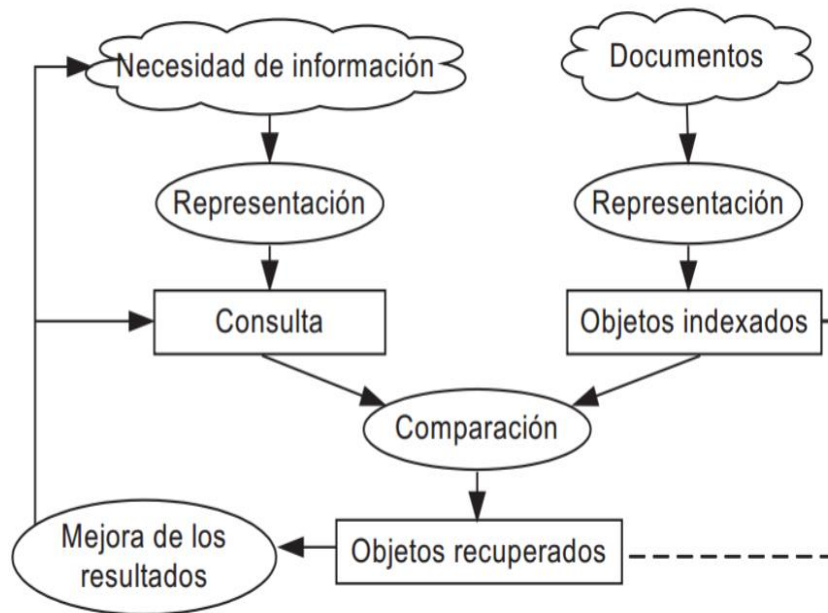 Necesidad de información
Documentos
Representación
Representación
Consulta
Objetos indexados
Comparación
Mejora de los
resultados
Objetos recuperados